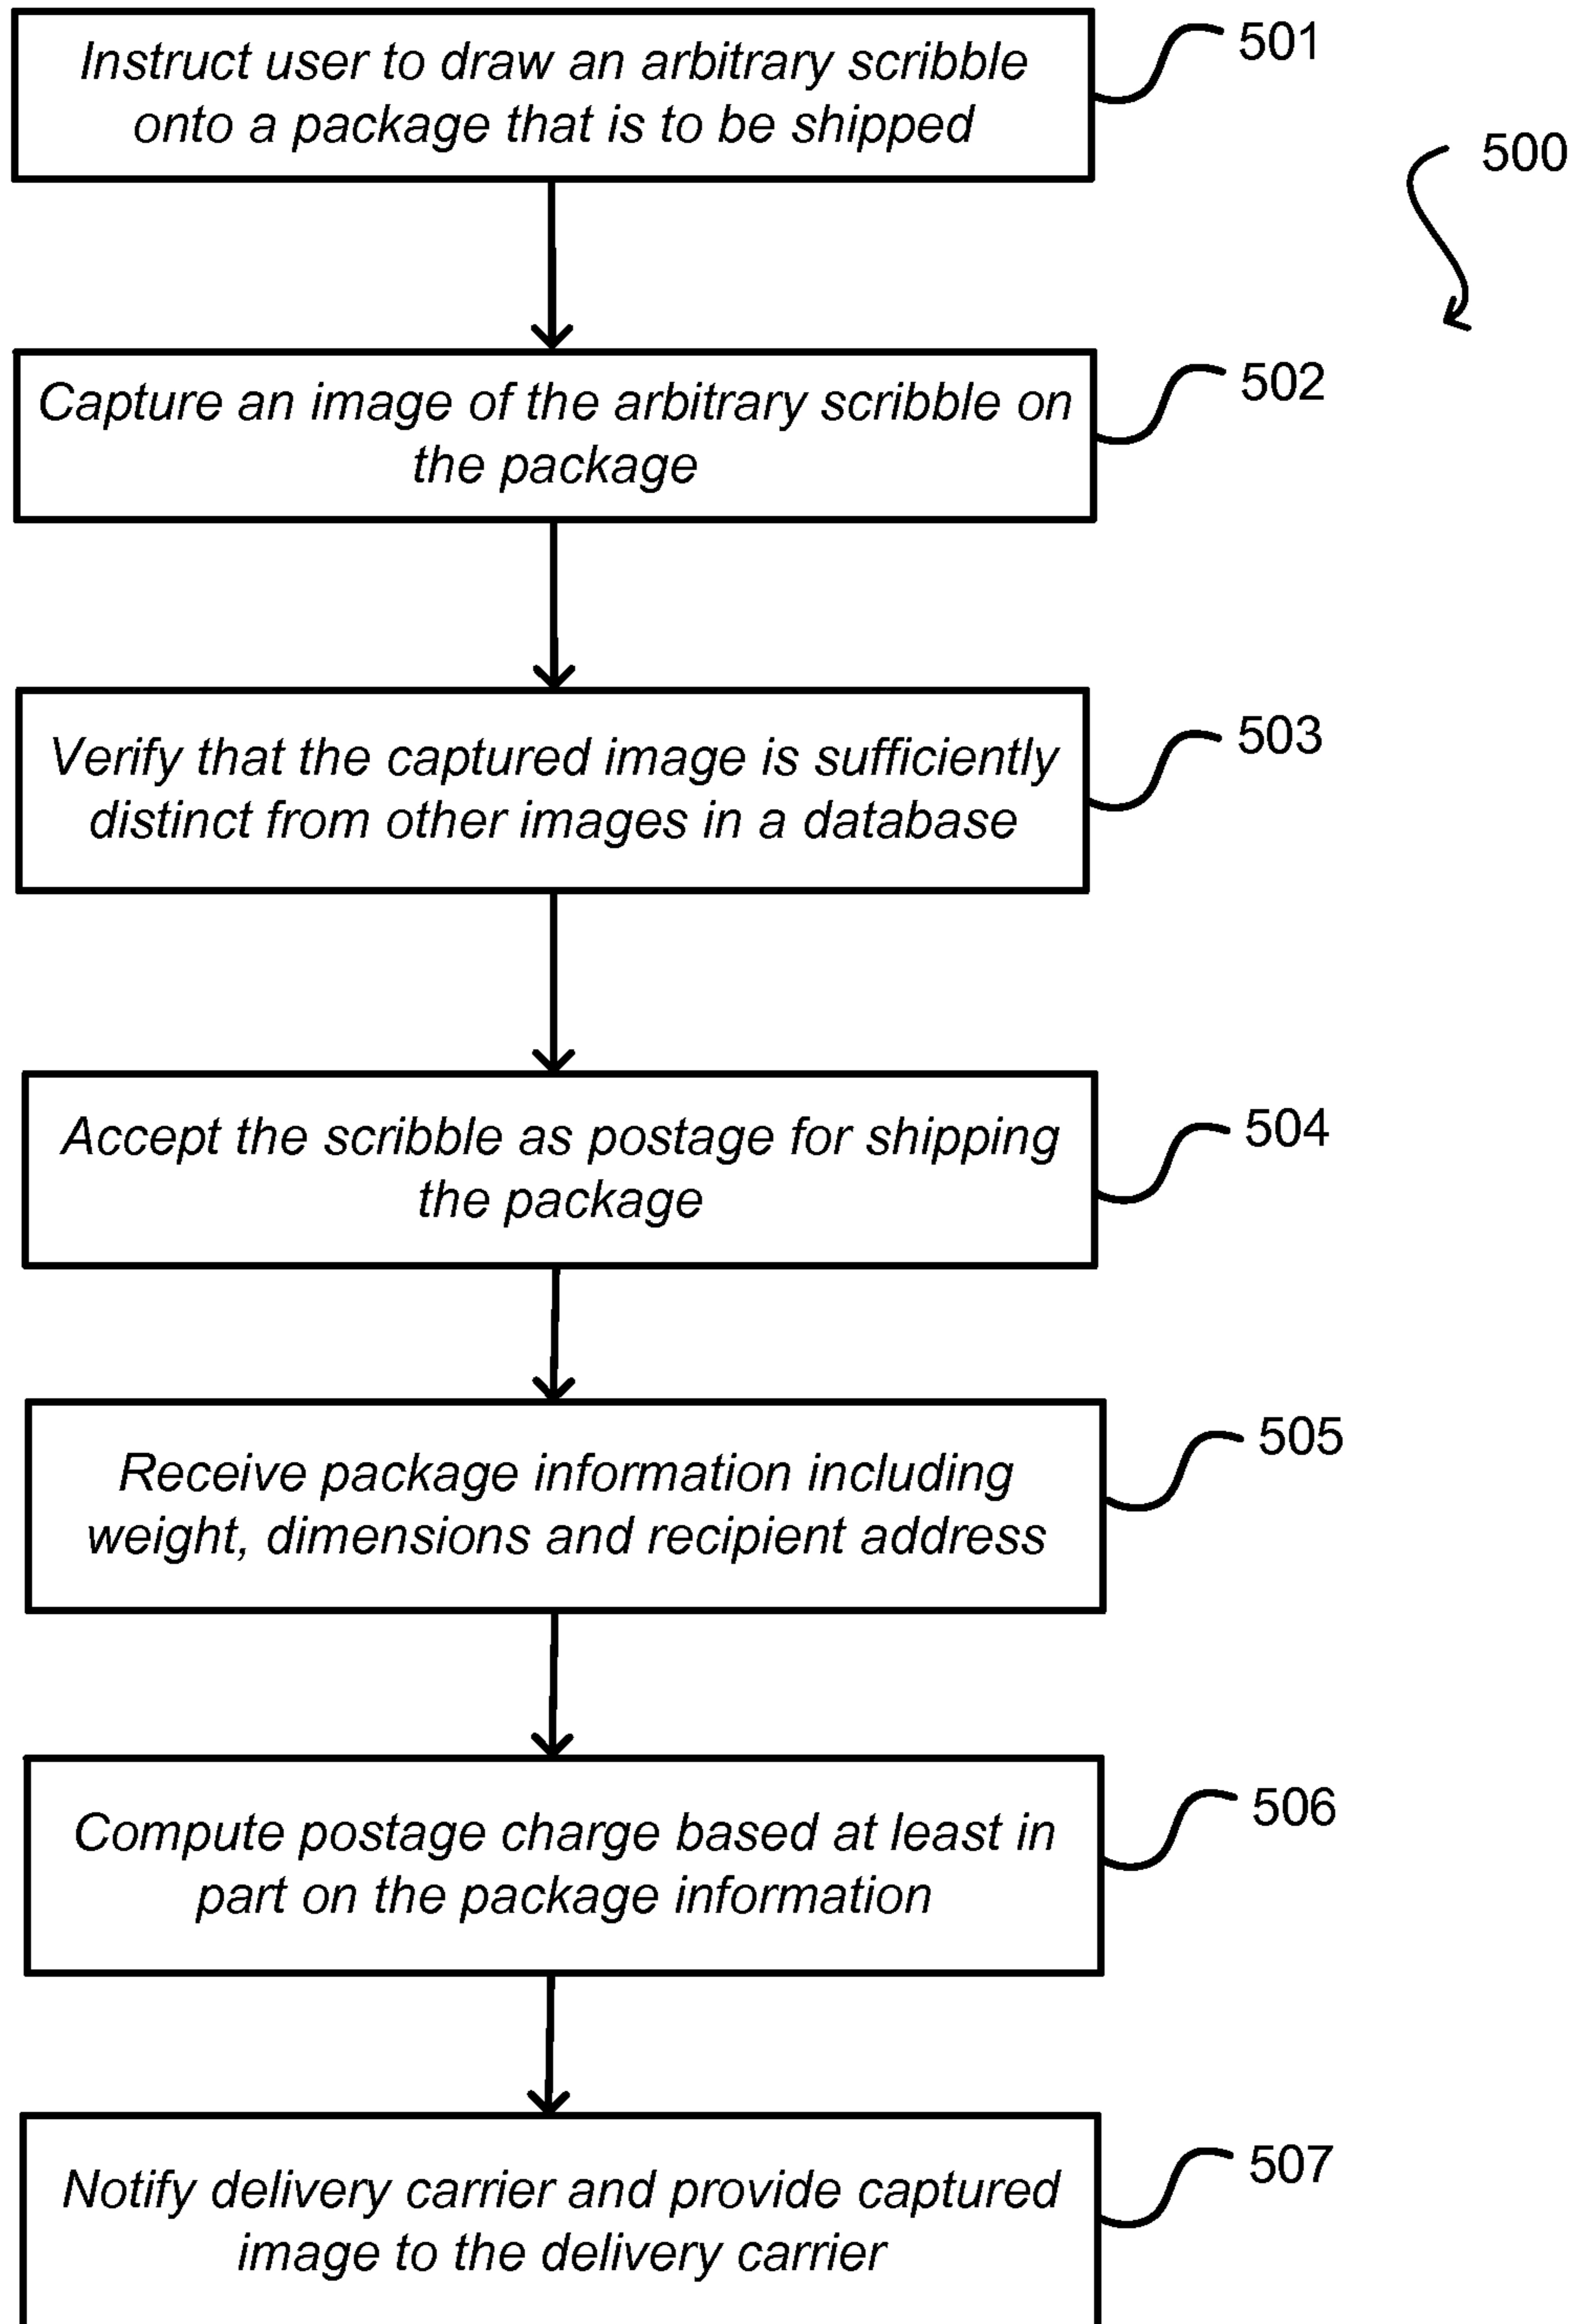 Instruct user to draw an arbitrary scribble
onto a package that is to be shipped
501
500
Capture an image of the arbitrary scribble on
the package
502
Verify that the captured image is sufficiently
distinct from other images in a database
503
Accept the scribble as postage for shipping
the package
504
Receive package information including
weight, dimensions and recipient address
505
Compute postage charge based at least in
part on the package information
506
Notify delivery carrier and provide captured
image to the delivery carrier
507